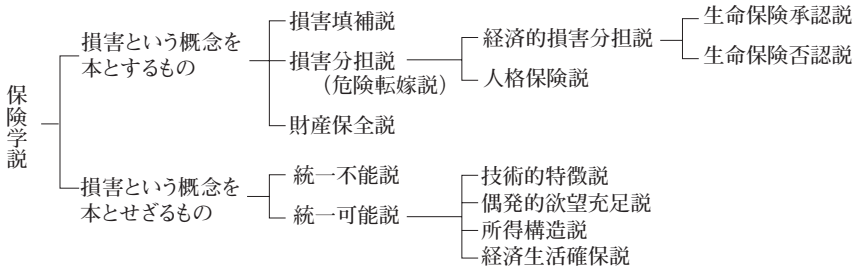 保険学説
損害という概念を
本とするもの
損害填補説
損害分担説
（危険転嫁説）
経済的損害分担説
生命保険承認説
生命保険否認説
人格保険説
財産保全説
損害という概念を
本とせざるもの
統一不能説
統一可能説
技術的特徴説
偶発的欲望充足説
所得構造説
経済生活確保説